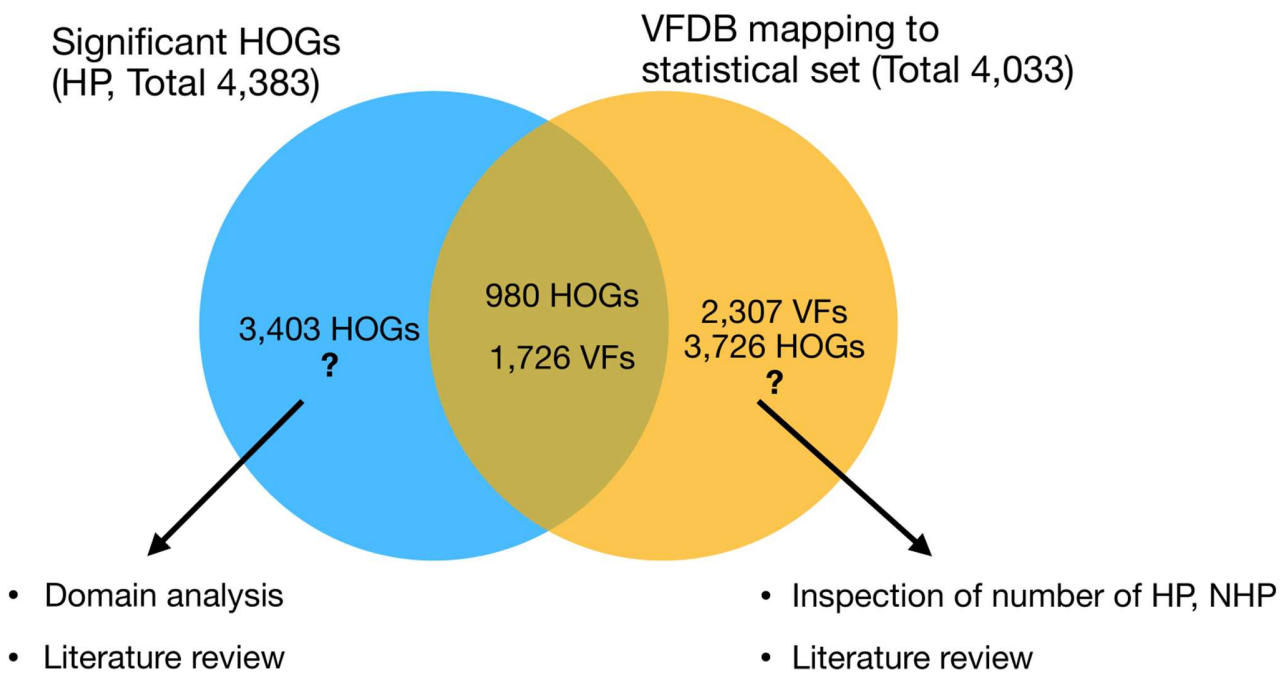 Significant HOGs
(HP, Total 4,383)
VFDB mapping to
statistical set (Total 4,033)
3,403 HOGs
?
980 HOGs
1,726 VFs
2,307 VFs
3,726 HOGs
?
• Domain analysis
• Literature review
• Inspection of number of HP, NHP
• Literature review